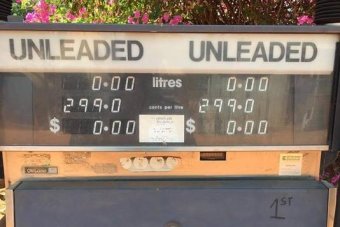 UNLEADED UNLEADED
0.00 litres 0.00
299.0 cents per litre 299.0
$ 0.00 $ 0.00
1ST